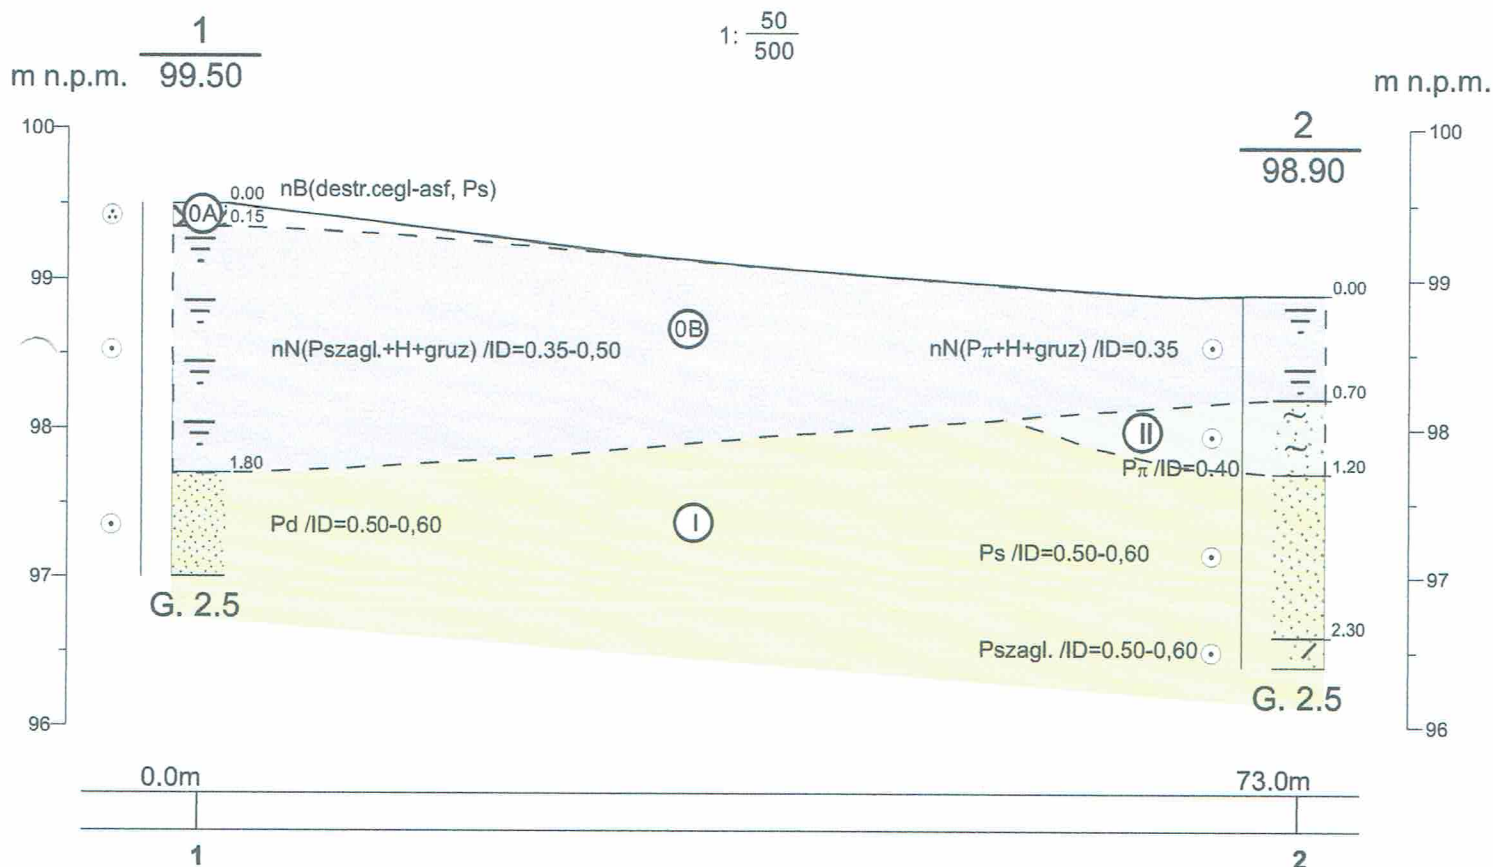 1: 50
500
1
99.50
m n.p.m.
m n.p.m.
2
98.90
100
99
98
97
96
100
99
98
97
96
0A
0.00
0.15
nB(destr.cegl-asf, Ps)
0B
nN(Pszagl.+H+gruz) /ID=0.35-0,50
nN(Pπ+H+gruz) /ID=0.35
0.00
0.70
II
Pπ /ID=0.40
1.20
1.80
Pd /ID=0.50-0,60
I
Ps /ID=0.50-0,60
2.30
Pszagl. /ID=0.50-0,60
G. 2.5
G. 2.5
0.0m
73.0m
1
2